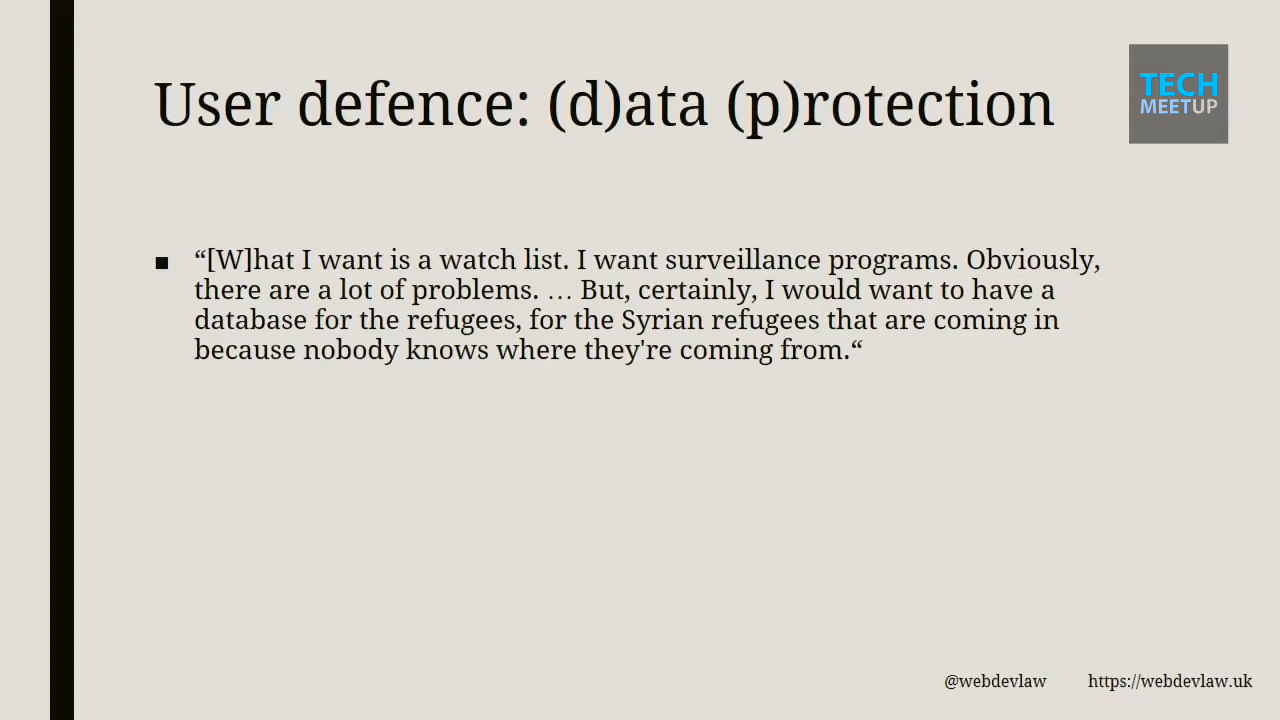 User defence: (d)ata (p)rotection
TECH
MEETUP
“[W]hat I want is a watch list. I want surveillance programs. Obviously,
there are a lot of problems. … But, certainly, I would want to have a
database for the refugees, for the Syrian refugees that are coming in
because nobody knows where they're coming from.“
@webdevlaw https://webdevlaw.uk